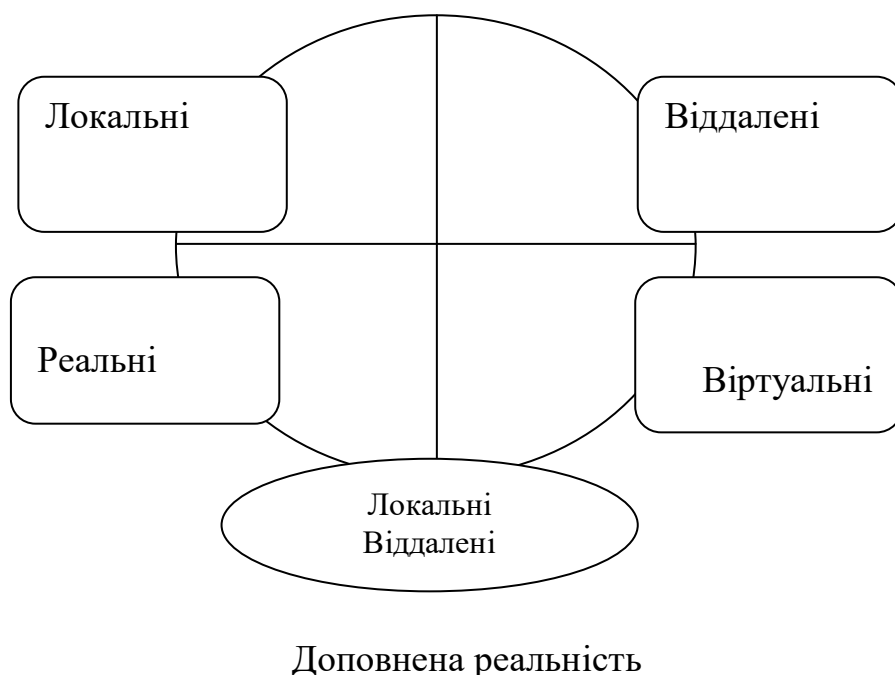 Локальні
Віддалені
Реальні
Віртуальні
Локальні
Віддалені
Доповнена реальність